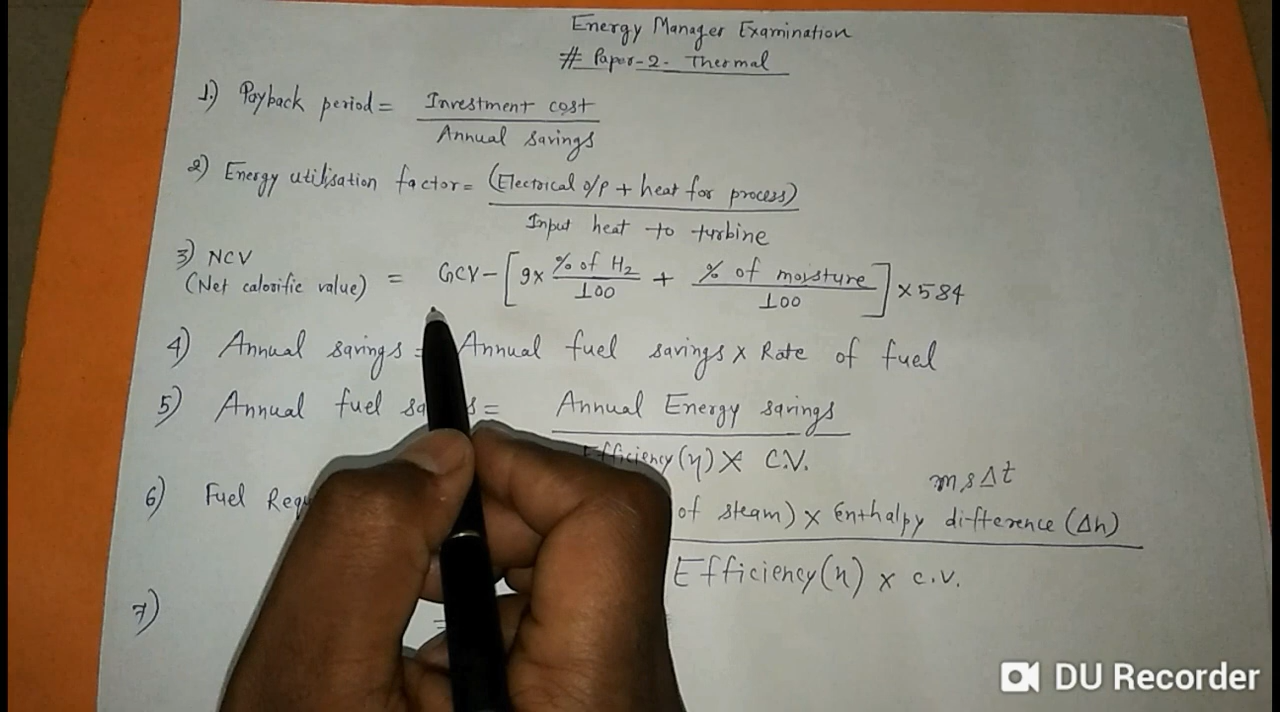 Energy Manager Examination
# Paper-2- Thermal
1.) Payback period = Investment cost
Annual savings
2) Energy utilisation factor = (Electrical o/p + heat for process)
Input heat to turbine
3) NCV
(Net calorific value) = GCV - [9x % of H2 / 100 + % of moisture / 100] x 584
4) Annual savings = Annual fuel savings x Rate of fuel
5) Annual fuel = Annual Energy savings
Efficiency (η) X C.V.
msΔt
6) Fuel of steam) x Enthalpy difference (Δh)
Efficiency (η) x C.V.
7) =
DU Recorder